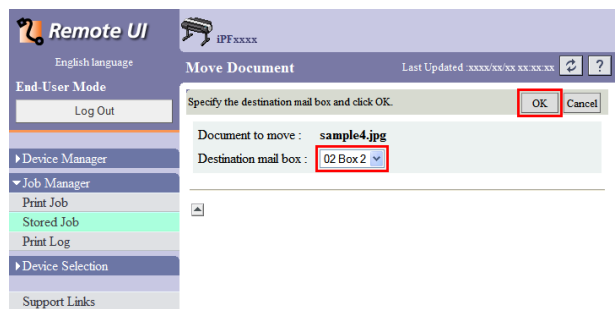 Remote UI
English language
End-User Mode
Log Out
Device Manager
Job Manager
Print Job
Stored Job
Print Log
Device Selection
Support Links
iPFxxxx
Move Document
Last Updated :xxxx/xx/xx xx:xx:xx
?
Specify the destination mail box and click OK.
OK
Cancel
Document to move : sample4.jpg
Destination mail box : 02 Box 2